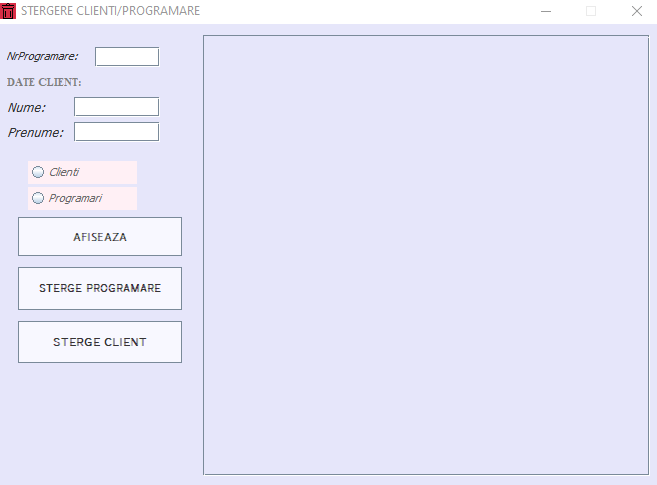 STERGERE CLIENTI/PROGRAMARE
NrProgramare:
DATE CLIENT:
Nume:
Prenume:
Clienti
Programari
AFISEAZA
STERGE PROGRAMARE
STERGE CLIENT